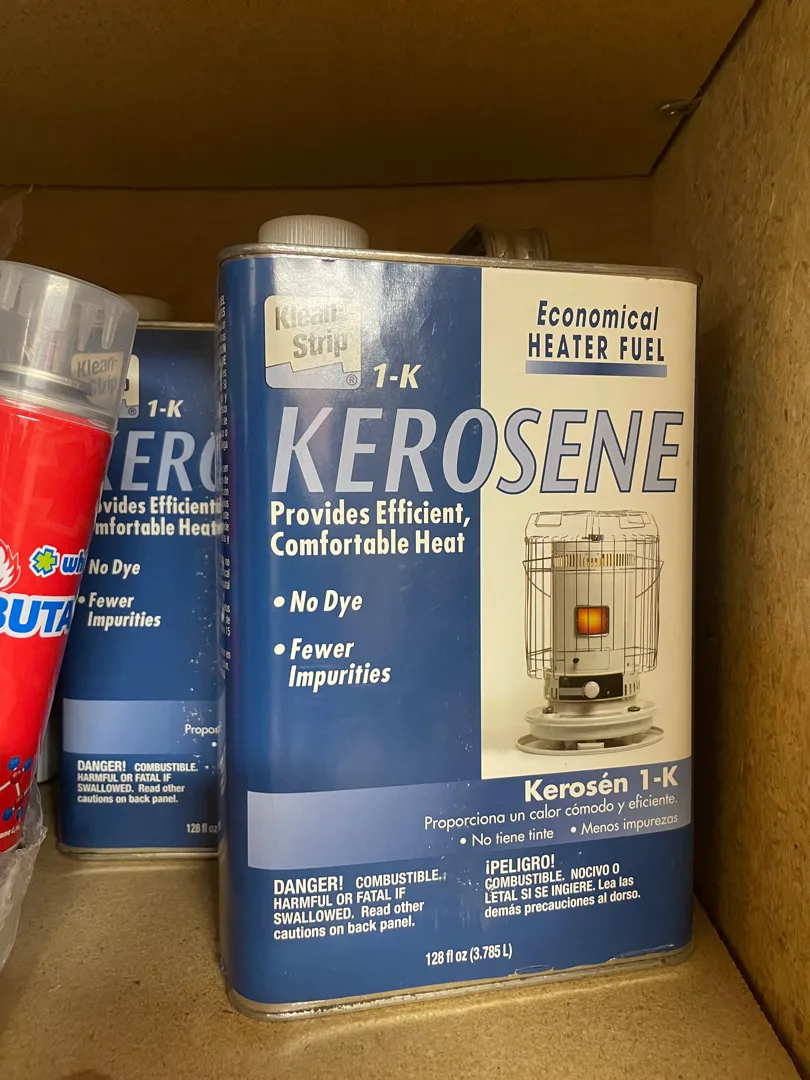 Klean-
Strip®
1-K
Economical
HEATER FUEL
KEROSENE
Provides Efficient,
Comfortable Heat
• No Dye
• Fewer
Impurities
Kerosén 1-K
Proporciona un calor cómodo y eficiente.
• No tiene tinte • Menos impurezas
DANGER! COMBUSTIBLE.
HARMFUL OR FATAL IF
SWALLOWED. Read other
cautions on back panel.
¡PELIGRO!
COMBUSTIBLE. NOCIVO O
LETAL SI SE INGIERE. Lea las
demás precauciones al dorso.
128 fl oz (3.785 L)
Klean-
Strip
®
1-K
KERO
ovides Efficient
mfortable Heat
No Dye
• Fewer
Impurities
Propor
DANGER! COMBUSTIBLE.
HARMFUL OR FATAL IF
SWALLOWED. Read other
cautions on back panel.
128 fl oz
wh
BUTA